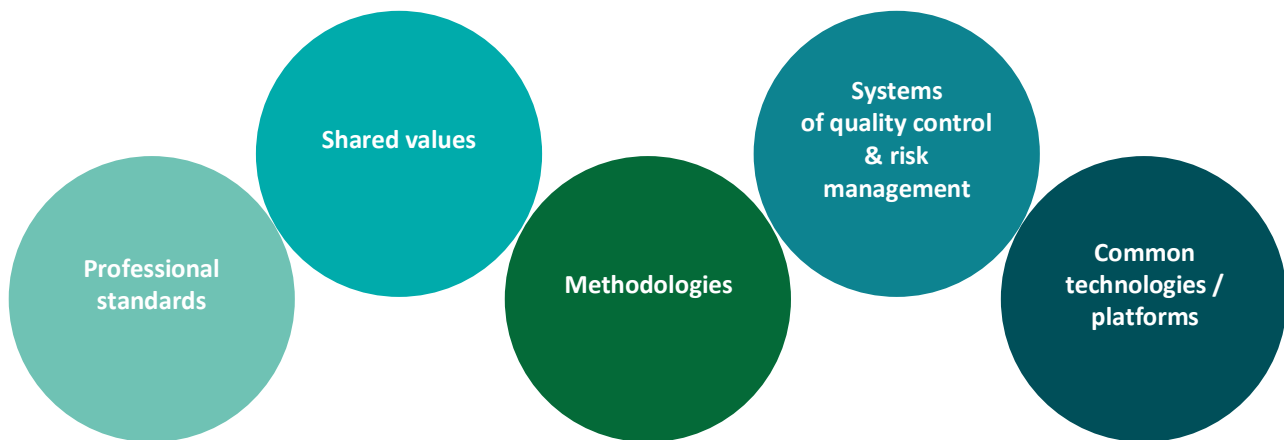 Professional
standards
Shared values
Methodologies
Systems
of quality control
& risk
management
Common
technologies /
platforms